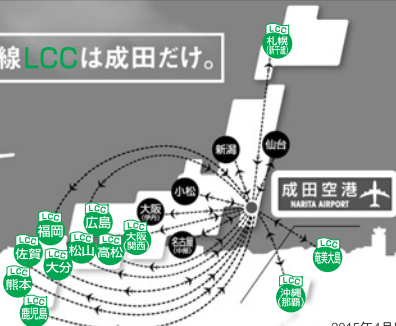 線LCCは成田だけ。
LCC
札幌
(新千歳)
新潟
仙台
小松
大阪
(伊丹)
成田空港
NARITA AIRPORT
LCC
広島
LCC
福岡
LCC
大阪
関西
名古屋
(中部)
LCC
佐賀
LCC
大分
LCC
松山
LCC
高松
LCC
奄美大島
LCC
熊本
LCC
沖縄
(那覇)
LCC
鹿児島